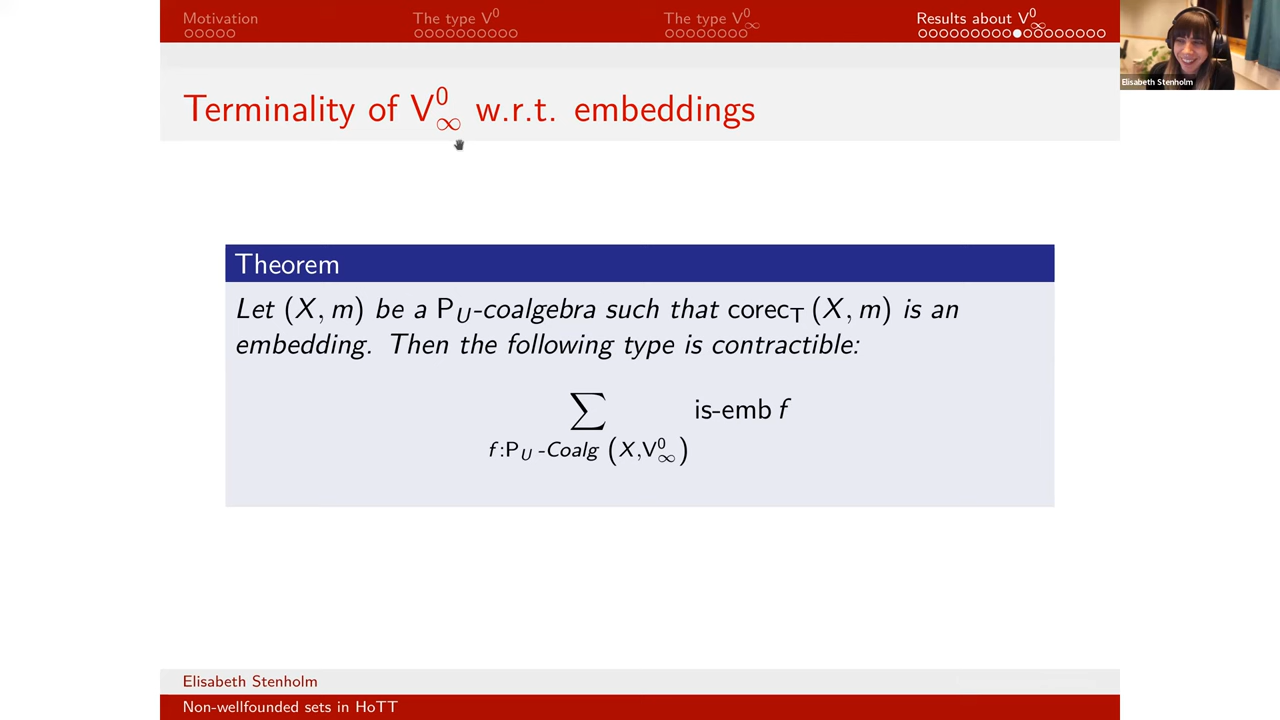 Motivation
The type V⁰
The type V⁰∞
Results about V⁰∞
Elisabeth Stenholm
Terminality of V⁰∞ w.r.t. embeddings
Theorem
Let (X, m) be a P_U-coalgebra such that corec_T (X, m) is an
embedding. Then the following type is contractible:
∑ is-emb f
f:P_U-Coalg (X,V⁰∞)
Elisabeth Stenholm
Non-wellfounded sets in HoTT